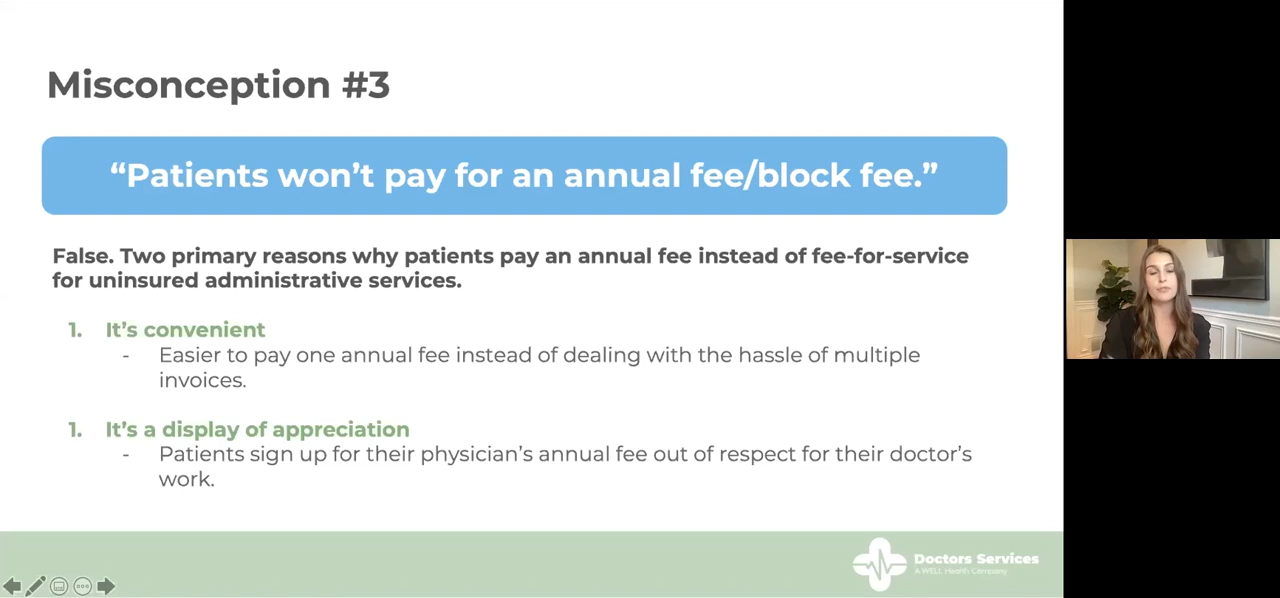 Misconception #3
“Patients won’t pay for an annual fee/block fee.”
False. Two primary reasons why patients pay an annual fee instead of fee-for-service
for uninsured administrative services.
1. It’s convenient
- Easier to pay one annual fee instead of dealing with the hassle of multiple
invoices.
1. It’s a display of appreciation
- Patients sign up for their physician’s annual fee out of respect for their doctor’s
work.
Doctors Services
A WELL Health Company